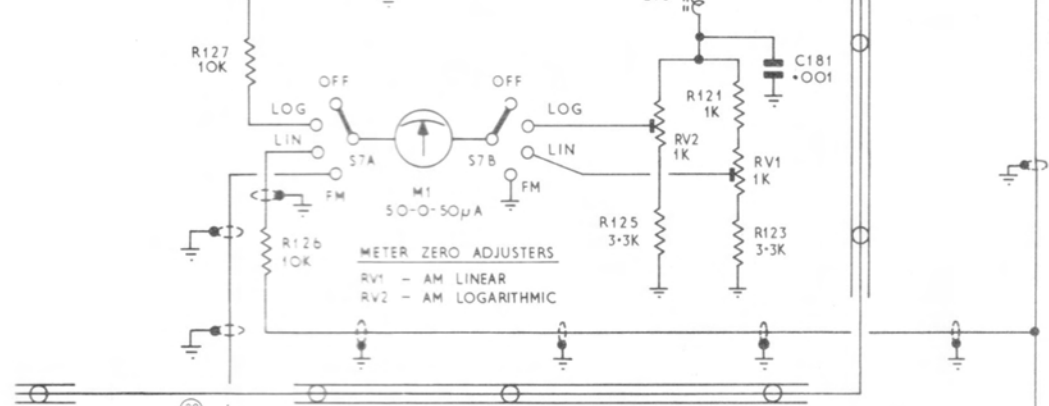 R127
10K
OFF
OFF
C181
.001
LOG
LOG
R121
1K
LIN
LIN
RV2
1K
S7A
S7B
RV1
1K
FM
FM
M1
50-0-50µA
R125
3·3K
R123
3·3K
R126
10K
METER ZERO ADJUSTERS
RV1 - AM LINEAR
RV2 - AM LOGARITHMIC